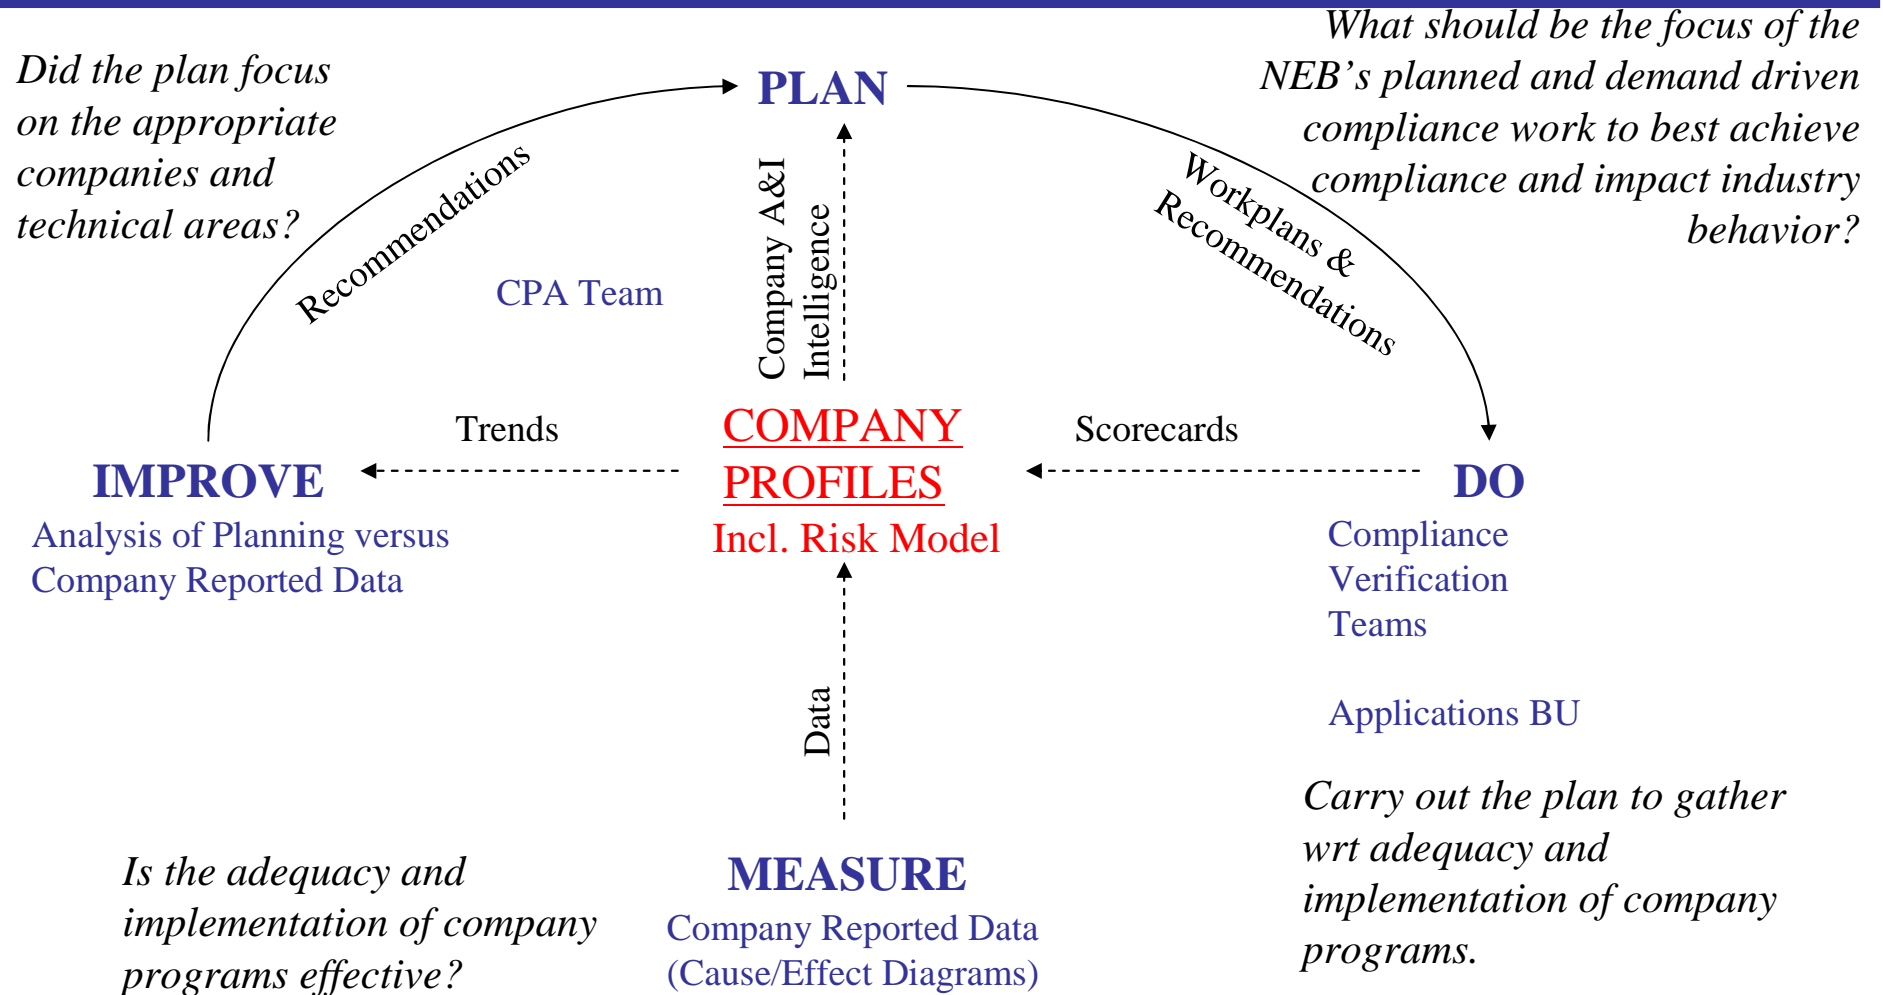 What should be the focus of the
NEB’s planned and demand driven
compliance work to best achieve
compliance and impact industry
behavior?
Did the plan focus
on the appropriate
companies and
technical areas?
PLAN
Recommendations
CPA Team
Company A&I
Intelligence
Workplans &
Recommendations
Trends
COMPANY
PROFILES
Incl. Risk Model
Scorecards
IMPROVE
Analysis of Planning versus
Company Reported Data
DO
Compliance
Verification
Teams
Applications BU
Data
Carry out the plan to gather
wrt adequacy and
implementation of company
programs.
Is the adequacy and
implementation of company
programs effective?
MEASURE
Company Reported Data
(Cause/Effect Diagrams)